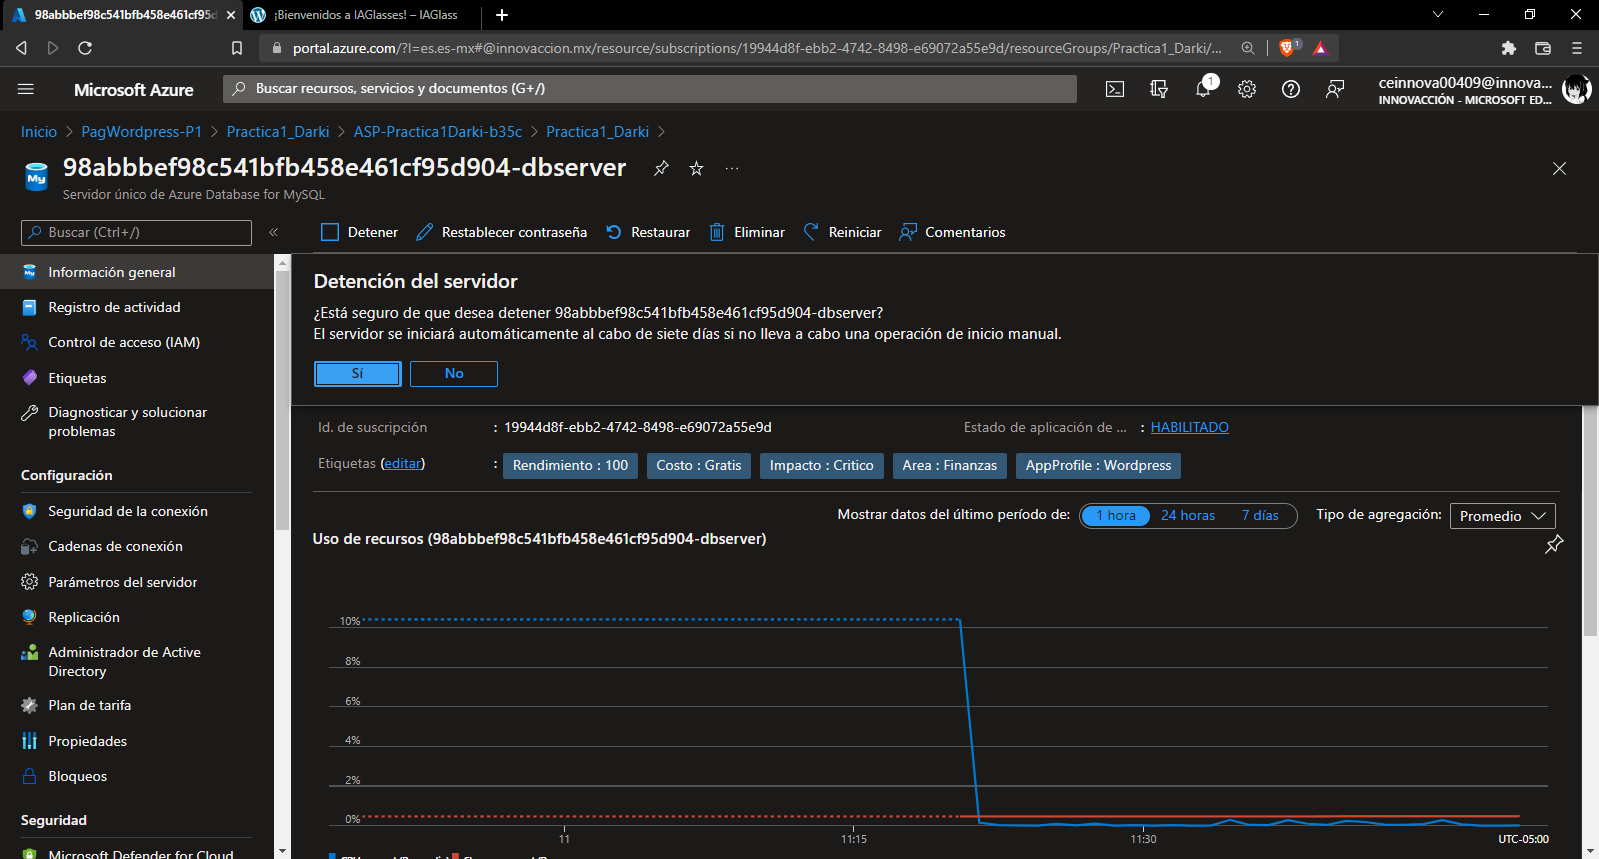 98abbbef98c541bfb458e461cf95d
¡Bienvenidos a IAGlasses! – IAGlass
portal.azure.com/?l=es.es-mx#@innovaccion.mx/resource/subscriptions/19944d8f-ebb2-4742-8498-e69072a55e9d/resourceGroups/Practica1_Darki/...
1
Microsoft Azure
Buscar recursos, servicios y documentos (G+/)
1
ceinnova00409@innova...
INNOVACCIÓN - MICROSOFT ED...
Inicio > PagWordpress-P1 > Practica1_Darki > ASP-Practica1Darki-b35c > Practica1_Darki >
My
98abbbef98c541bfb458e461cf95d904-dbserver
...
Servidor único de Azure Database for MySQL
Buscar (Ctrl+/)
«
Detener
Restablecer contraseña
Restaurar
Eliminar
Reiniciar
Comentarios
Información general
Registro de actividad
Control de acceso (IAM)
Etiquetas
Diagnosticar y solucionar
problemas
Configuración
Seguridad de la conexión
Cadenas de conexión
Parámetros del servidor
Replicación
Administrador de Active
Directory
Plan de tarifa
Propiedades
Bloqueos
Seguridad
Microsoft Defender for Cloud
Detención del servidor
¿Está seguro de que desea detener 98abbbef98c541bfb458e461cf95d904-dbserver?
El servidor se iniciará automáticamente al cabo de siete días si no lleva a cabo una operación de inicio manual.
Sí
No
Id. de suscripción : 19944d8f-ebb2-4742-8498-e69072a55e9d
Estado de aplicación de ... : HABILITADO
Etiquetas (editar) : Rendimiento : 100 Costo : Gratis Impacto : Critico Area : Finanzas AppProfile : Wordpress
Mostrar datos del último período de: 1 hora 24 horas 7 días Tipo de agregación: Promedio
Uso de recursos (98abbbef98c541bfb458e461cf95d904-dbserver)
10%
8%
6%
4%
2%
0%
11
11:15
11:30
UTC-05:00